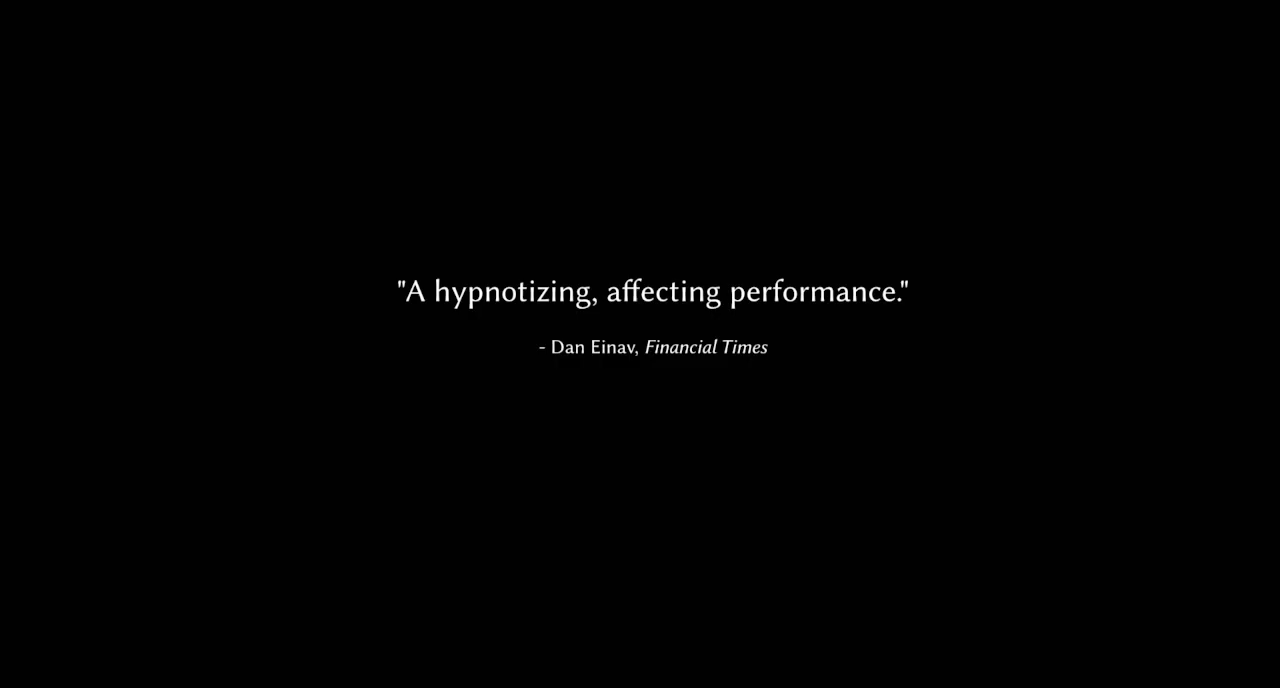 "A hypnotizing, affecting performance."
- Dan Einav, Financial Times